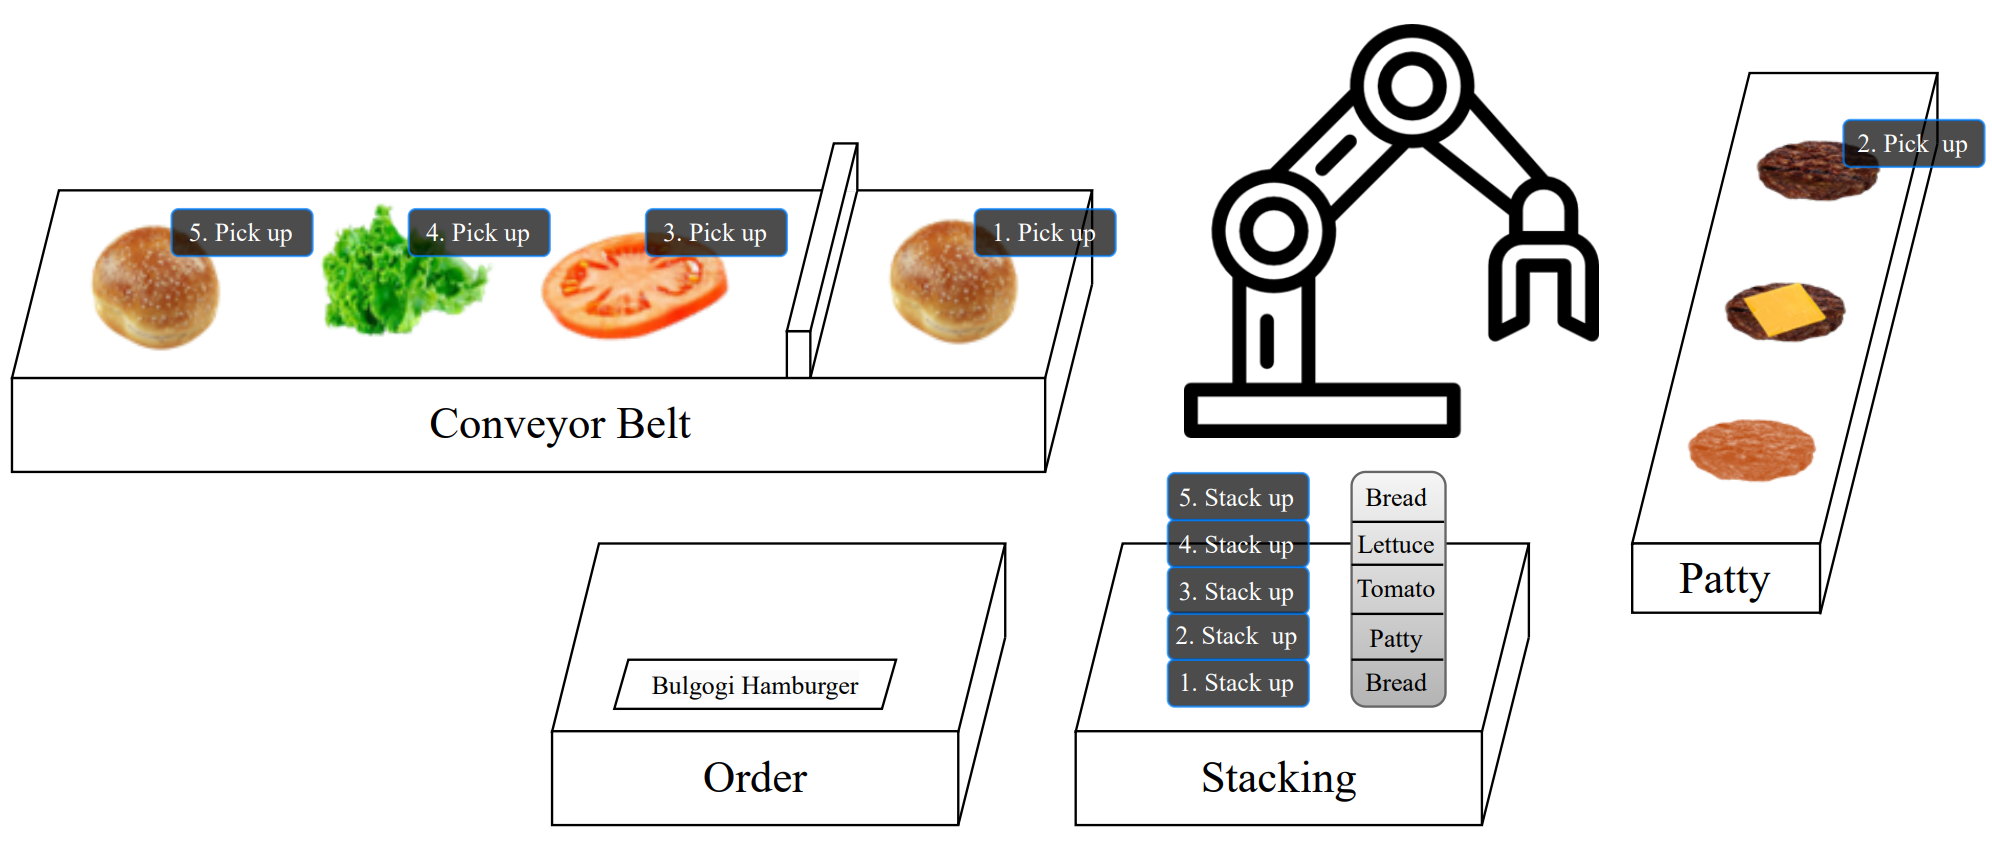 2. Pick  up
5. Pick up
4. Pick up
3. Pick up
1. Pick up
Conveyor Belt
5. Stack up
4. Stack up
3. Stack up
2. Stack  up
1. Stack up
Bread
Lettuce
Tomato
Patty
Bread
Patty
Bulgogi Hamburger
Order
Stacking